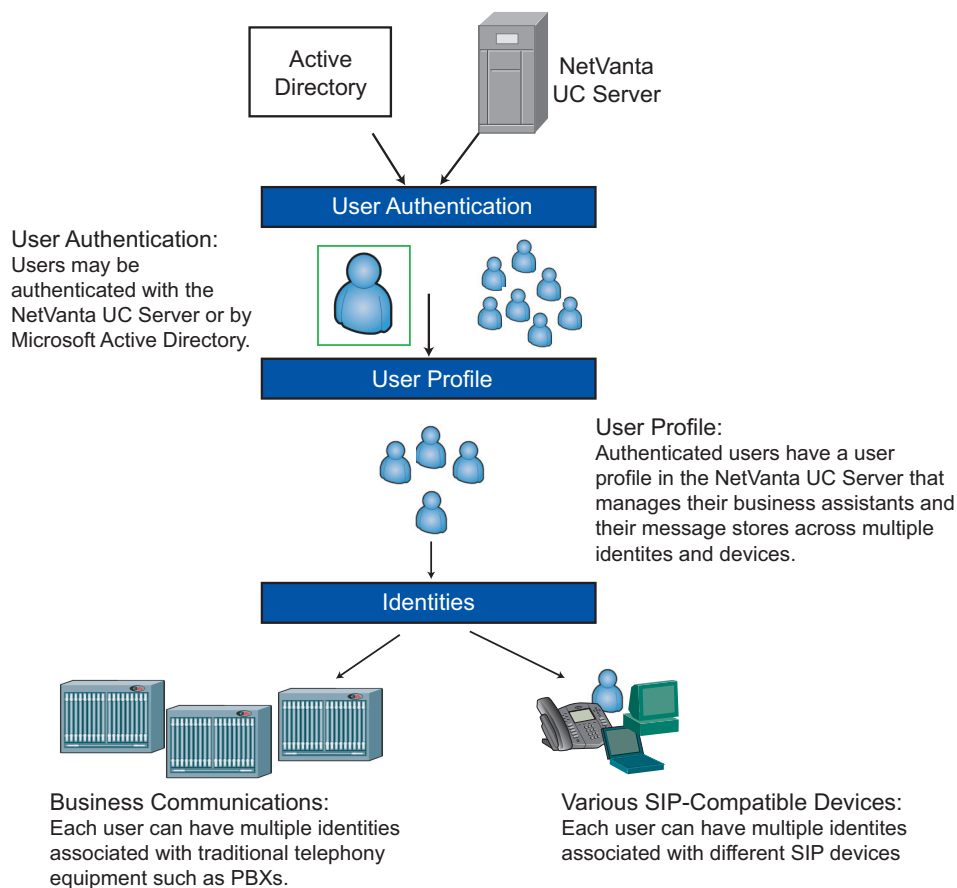 Active
Directory
NetVanta
UC Server
User Authentication
User Authentication:
Users may be
authenticated with the
NetVanta UC Server or by
Microsoft Active Directory.
User Profile
User Profile:
Authenticated users have a user
profile in the NetVanta UC Server that
manages their business assistants and
their message stores across multiple
identites and devices.
Identities
Business Communications:
Each user can have multiple identities
associated with traditional telephony
equipment such as PBXs.
Various SIP-Compatible Devices:
Each user can have multiple identites
associated with different SIP devices